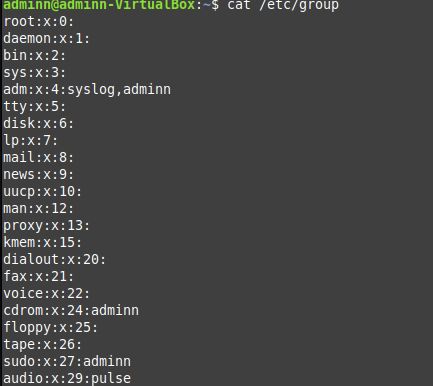 adminn@adminn-VirtualBox:~$ cat /etc/group
root:x:0:
daemon:x:1:
bin:x:2:
sys:x:3:
adm:x:4:syslog,adminn
tty:x:5:
disk:x:6:
lp:x:7:
mail:x:8:
news:x:9:
uucp:x:10:
man:x:12:
proxy:x:13:
kmem:x:15:
dialout:x:20:
fax:x:21:
voice:x:22:
cdrom:x:24:adminn
floppy:x:25:
tape:x:26:
sudo:x:27:adminn
audio:x:29:pulse